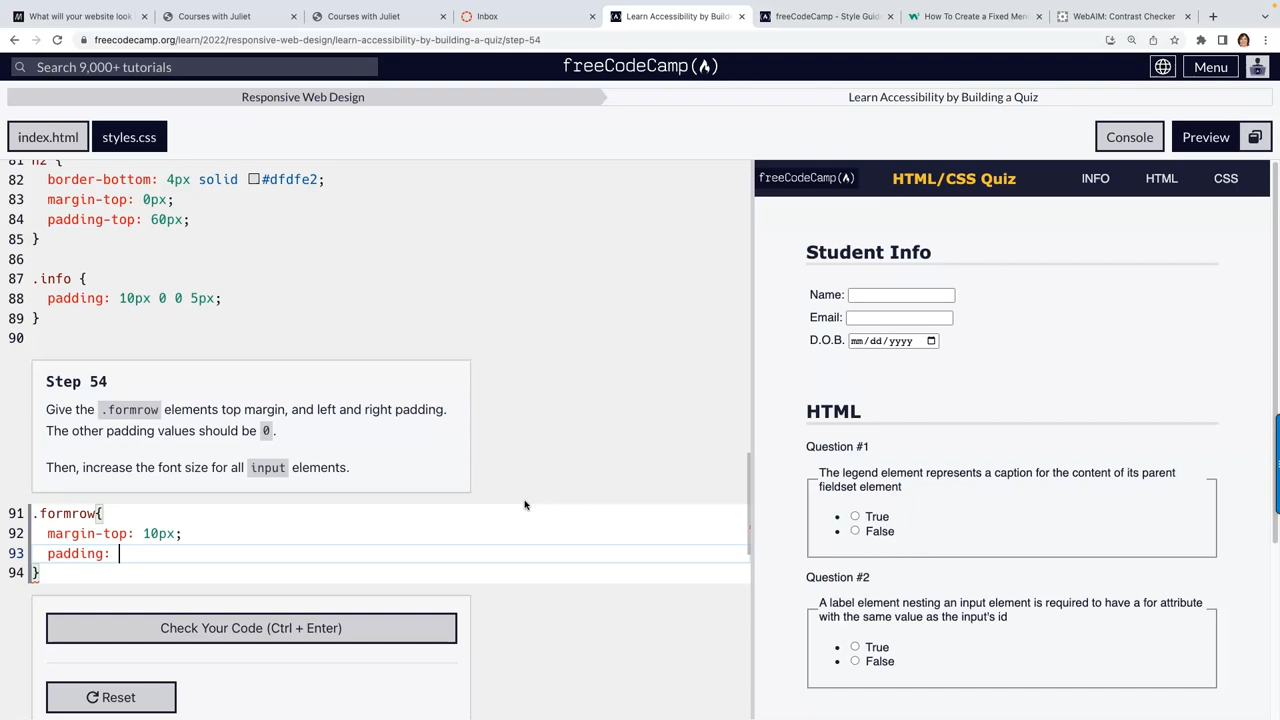 What will your website look
Courses with Juliet
Courses with Juliet
Inbox
Learn Accessibility by Build
freeCodeCamp - Style Guid
How To Create a Fixed Men
WebAIM: Contrast Checker
freecodecamp.org/learn/2022/responsive-web-design/learn-accessibility-by-building-a-quiz/step-54
Search 9,000+ tutorials
freeCodeCamp
Menu
Responsive Web Design
Learn Accessibility by Building a Quiz
index.html
styles.css
Console
Preview
81 h2 {
82 border-bottom: 4px solid #dfdfe2;
83 margin-top: 0px;
84 padding-top: 60px;
85 }
86
87 .info {
88 padding: 10px 0 0 5px;
89 }
90
Step 54
Give the .formrow elements top margin, and left and right padding.
The other padding values should be 0.
Then, increase the font size for all input elements.
91 .formrow{
92 margin-top: 10px;
93 padding:
94 }
Check Your Code (Ctrl + Enter)
Reset
freeCodeCamp
HTML/CSS Quiz
INFO
HTML
CSS
Student Info
Name:
Email:
D.O.B. mm/dd/yyyy
HTML
Question #1
The legend element represents a caption for the content of its parent
fieldset element
True
False
Question #2
A label element nesting an input element is required to have a for attribute
with the same value as the input's id
True
False